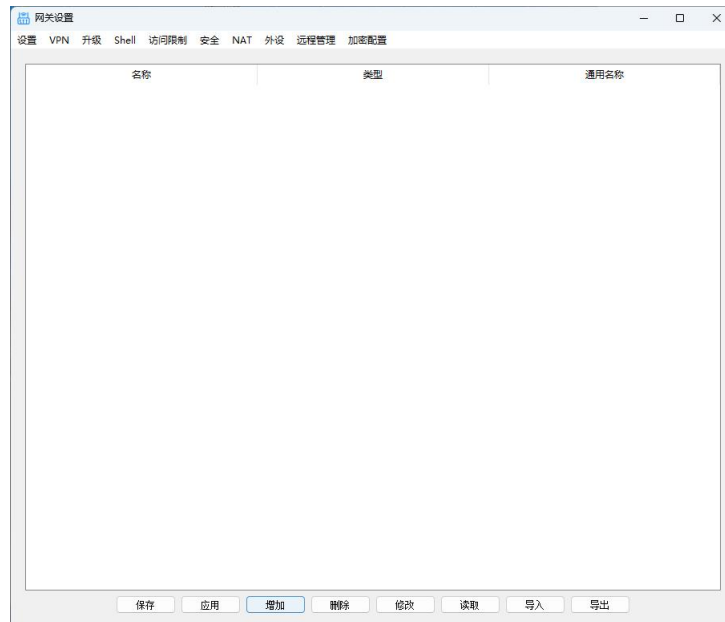 网关设置
设置 VPN 升级 Shell 访问限制 安全 NAT 外设 远程管理 加密配置
名称 类型 通用名称
保存 应用 增加 删除 修改 读取 导入 导出